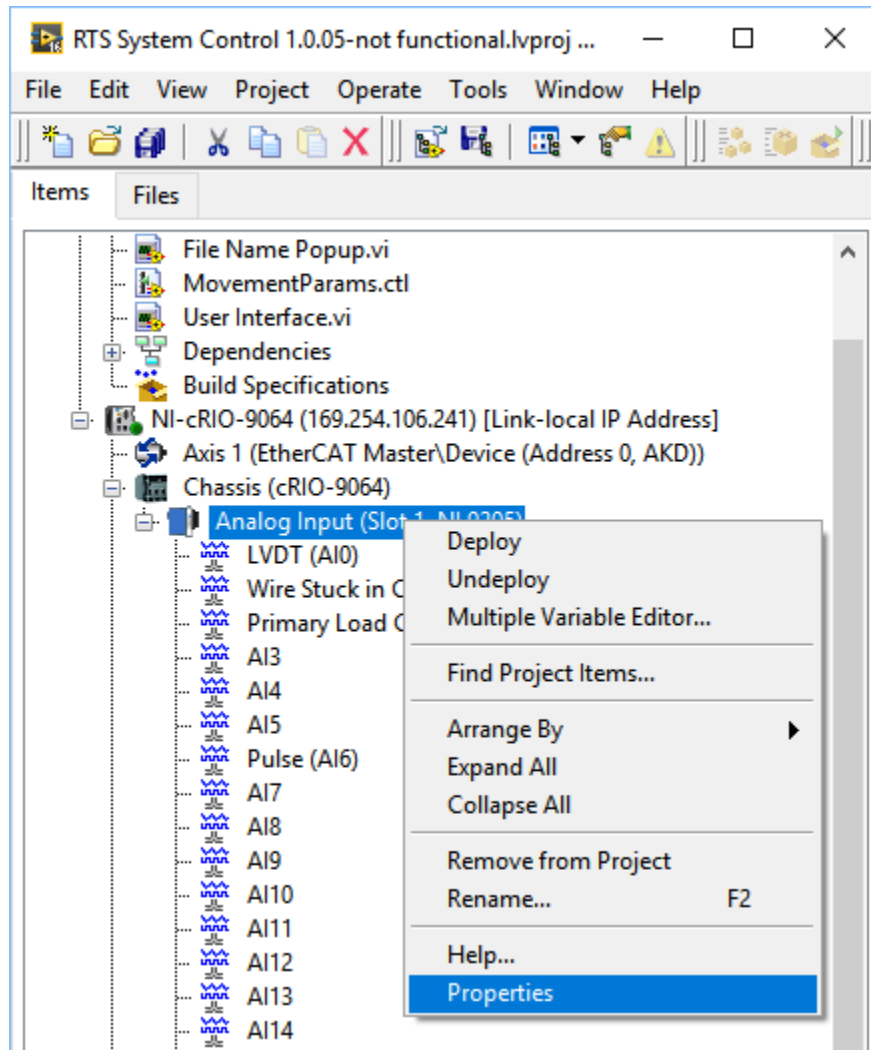 RTS System Control 1.0.05-not functional.lvproj ...
File Edit View Project Operate Tools Window Help
Items Files
File Name Popup.vi
MovementParams.ctl
User Interface.vi
Dependencies
Build Specifications
NI-cRIO-9064 (169.254.106.241) [Link-local IP Address]
Axis 1 (EtherCAT Master\Device (Address 0, AKD))
Chassis (cRIO-9064)
Analog Input (Slot 1, NI 9205)
LVDT (AI0)
Wire Stuck in C
Primary Load C
AI3
AI4
AI5
Pulse (AI6)
AI7
AI8
AI9
AI10
AI11
AI12
AI13
AI14
Deploy
Undeploy
Multiple Variable Editor...
Find Project Items...
Arrange By
Expand All
Collapse All
Remove from Project
Rename... F2
Help...
Properties